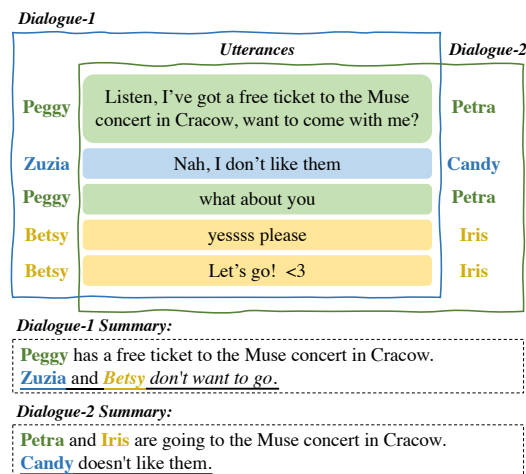 Dialogue-1
Utterances
Dialogue-2
Peggy
Listen, I've got a free ticket to the Muse
concert in Cracow, want to come with me?
Petra
Zuzia
Nah, I don't like them
Candy
Peggy
what about you
Petra
Betsy
yessss please
Iris
Betsy
Let's go! <3
Iris
Dialogue-1 Summary:
Peggy has a free ticket to the Muse concert in Cracow.
Zuzia and Betsy don't want to go.
Dialogue-2 Summary:
Petra and Iris are going to the Muse concert in Cracow.
Candy doesn't like them.